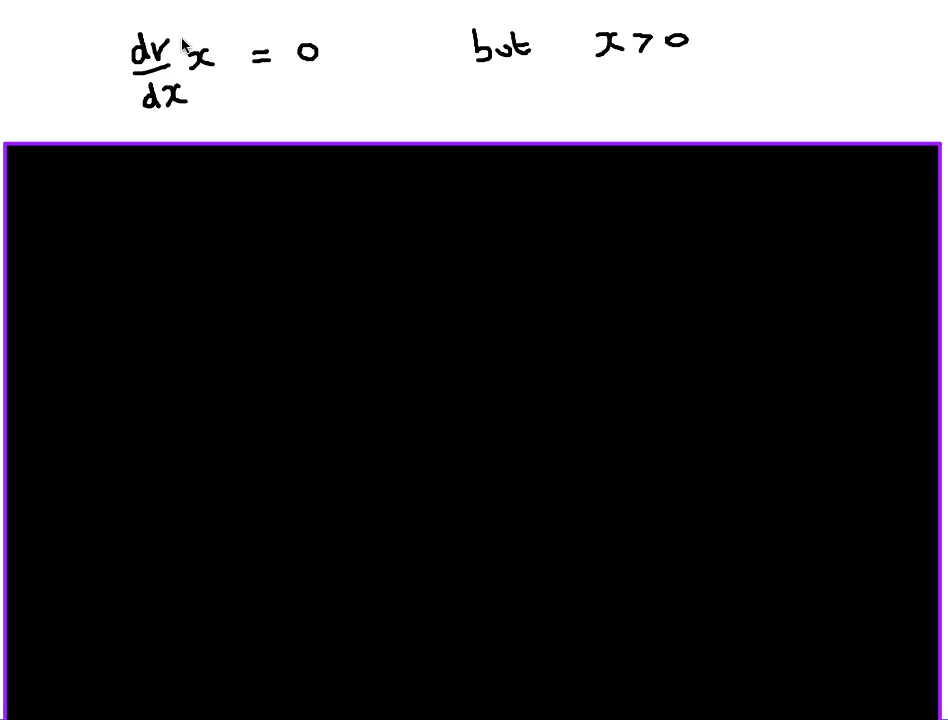 dv/dx x = 0 but x > 0